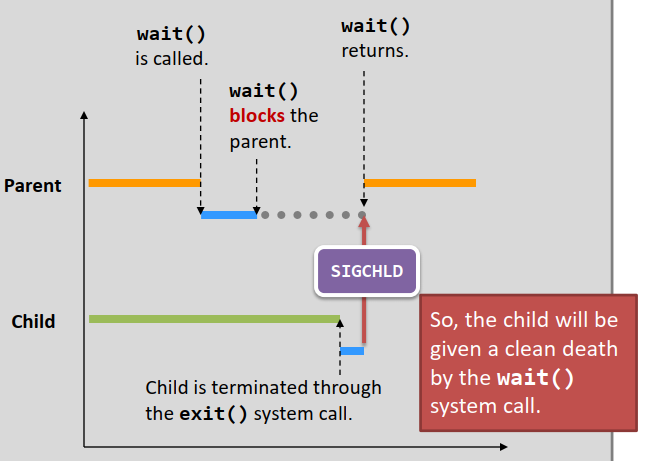 wait()
is called.
wait()
returns.
wait()
blocks the
parent.
Parent
SIGCHLD
Child
So, the child will be
given a clean death
by the wait()
system call.
Child is terminated through
the exit() system call.